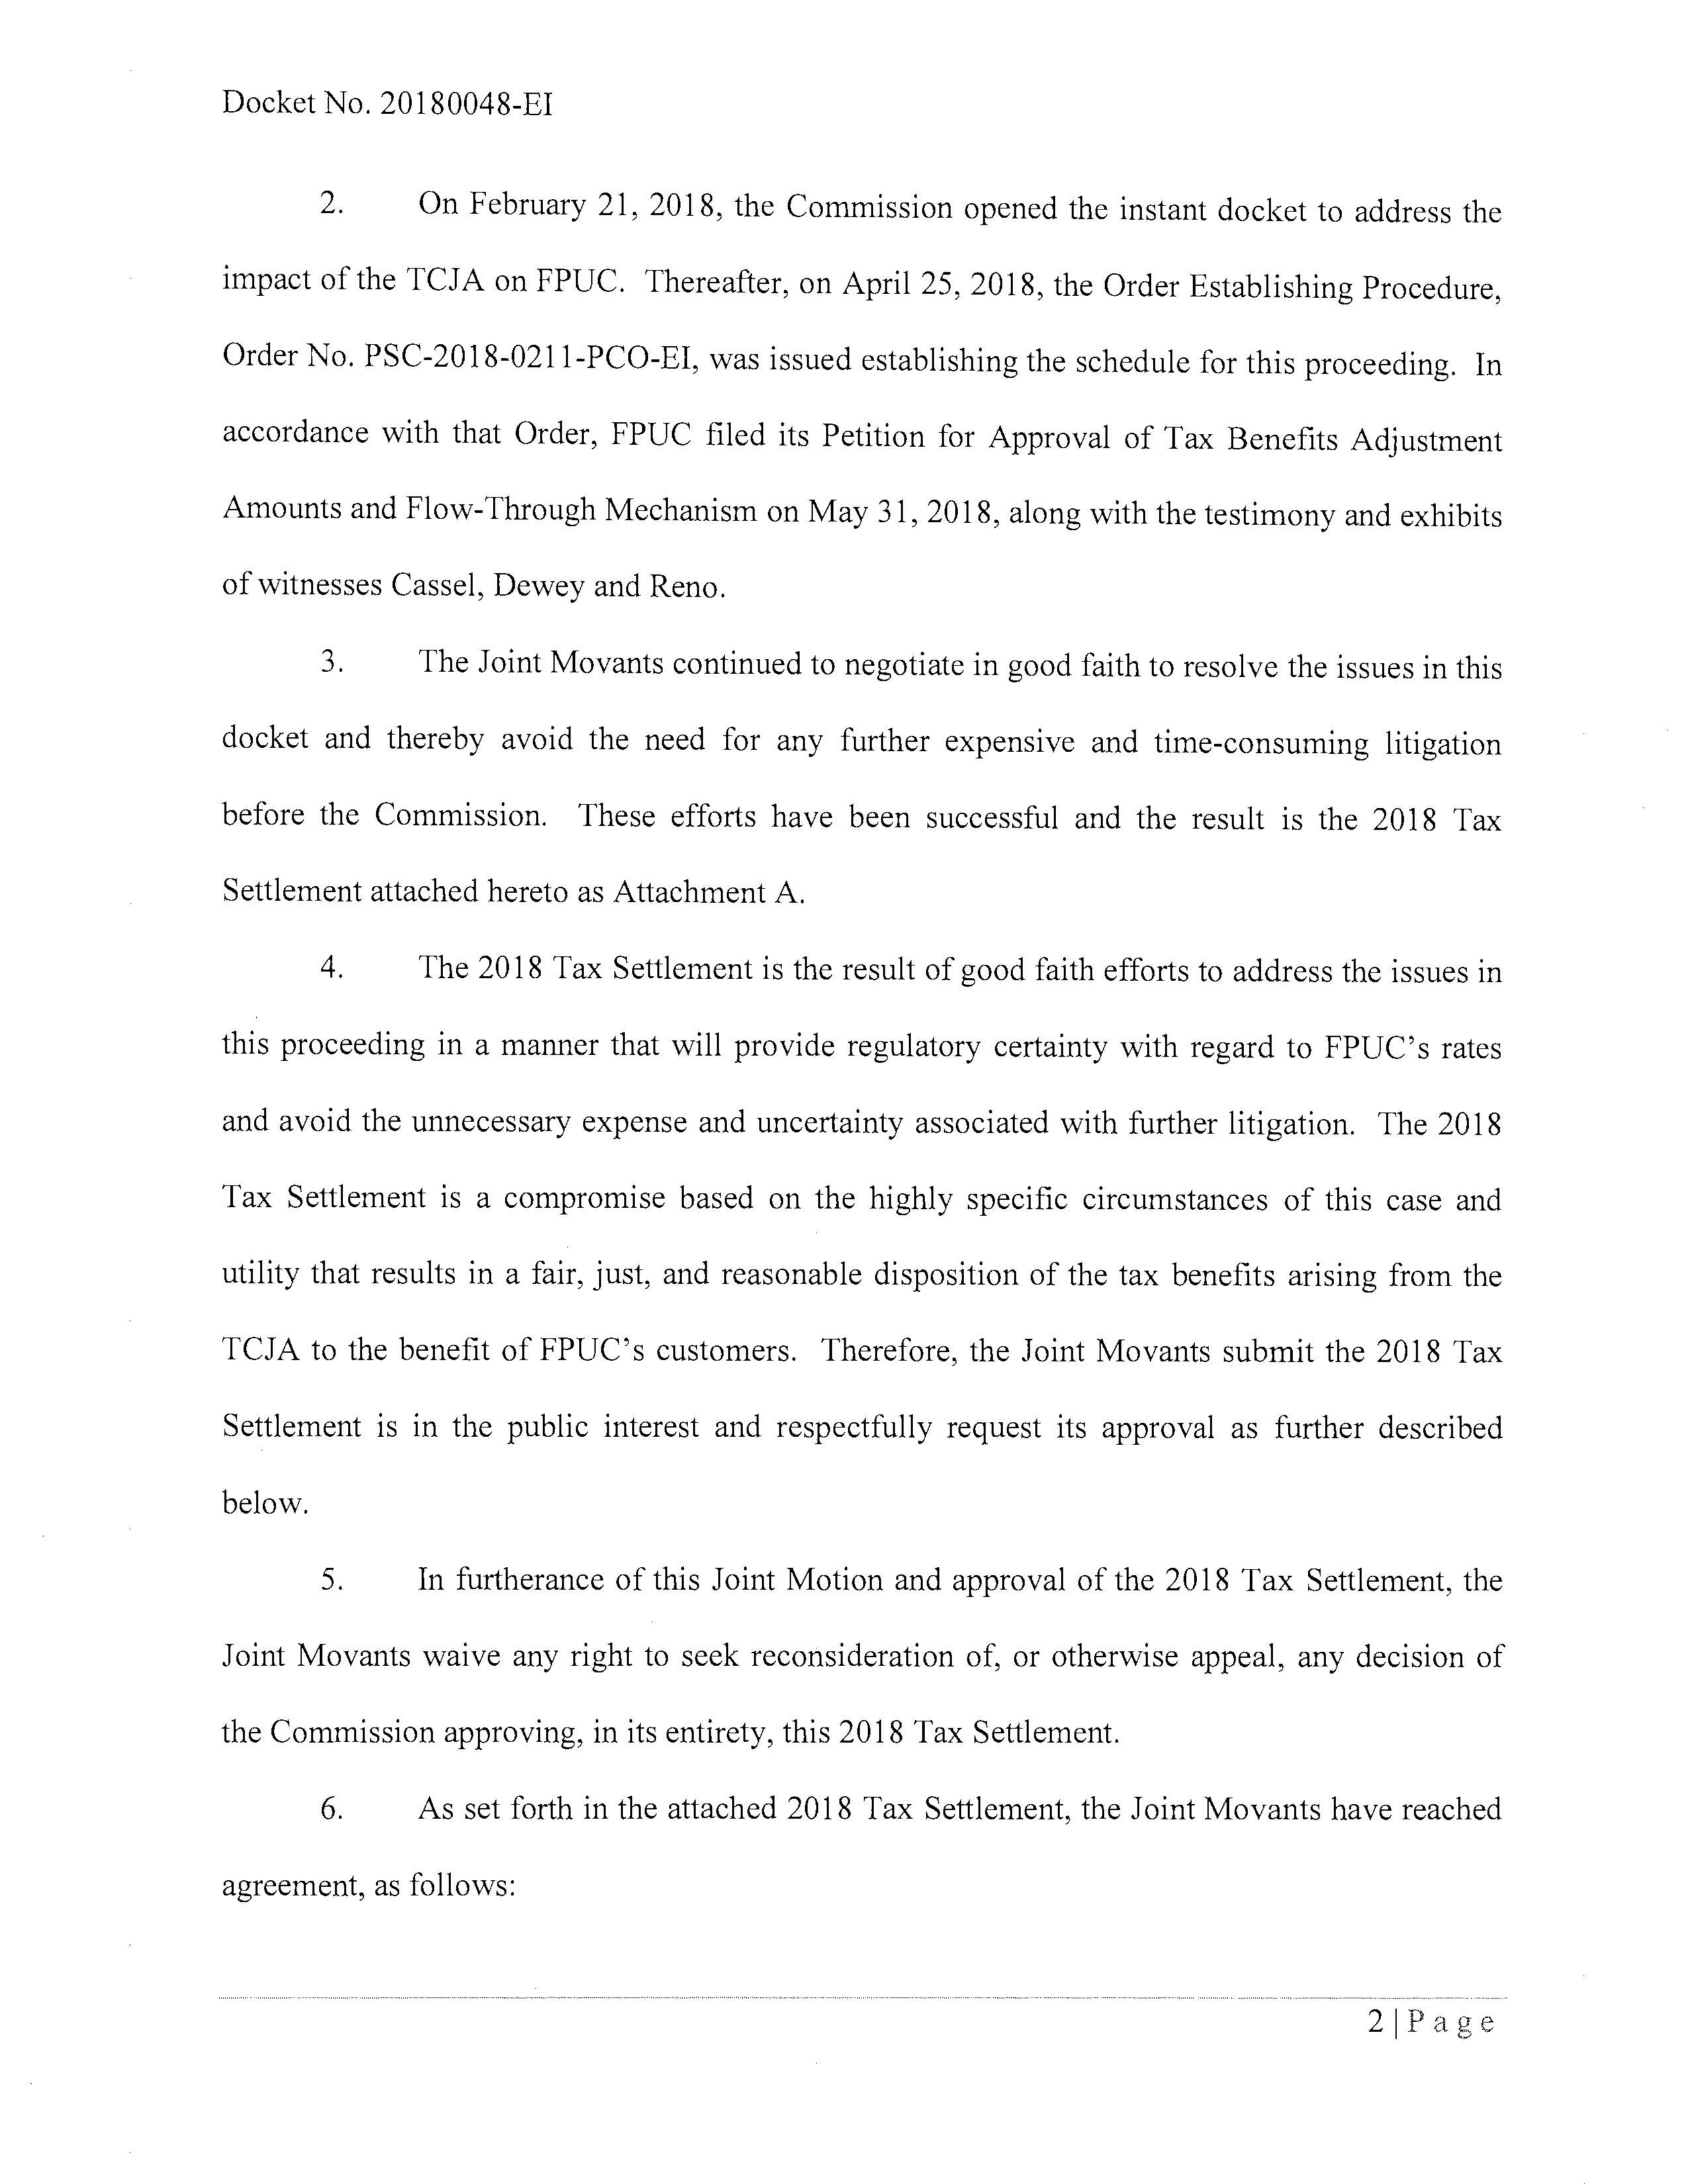 Docket No. 20180048-EI
2. On February 21, 2018, the Commission opened the instant docket to address the
impact of the TCJA on FPUC. Thereafter, on April 25, 2018, the Order Establishing Procedure,
Order No. PSC-2018-0211-PCO-EI, was issued establishing the schedule for this proceeding. In
accordance with that Order, FPUC filed its Petition for Approval of Tax Benefits Adjustment
Amounts and Flow-Through Mechanism on May 31, 2018, along with the testimony and exhibits
of witnesses Cassel, Dewey and Reno.
3. The Joint Movants continued to negotiate in good faith to resolve the issues in this
docket and thereby avoid the need for any further expensive and time-consuming litigation
before the Commission. These efforts have been successful and the result is the 2018 Tax
Settlement attached hereto as Attachment A.
4. The 2018 Tax Settlement is the result of good faith efforts to address the issues in
this proceeding in a manner that will provide regulatory certainty with regard to FPUC's rates
and avoid the unnecessary expense and uncertainty associated with further litigation. The 2018
Tax Settlement is a compromise based on the highly specific circumstances of this case and
utility that results in a fair, just, and reasonable disposition of the tax benefits arising from the
TCJA to the benefit of FPUC's customers. Therefore, the Joint Movants submit the 2018 Tax
Settlement is in the public interest and respectfully request its approval as further described
below.
5. In furtherance of this Joint Motion and approval of the 2018 Tax Settlement, the
Joint Movants waive any right to seek reconsideration of, or otherwise appeal, any decision of
the Commission approving, in its entirety, this 2018 Tax Settlement.
6. As set forth in the attached 2018 Tax Settlement, the Joint Movants have reached
agreement, as follows:
2 | P a g e